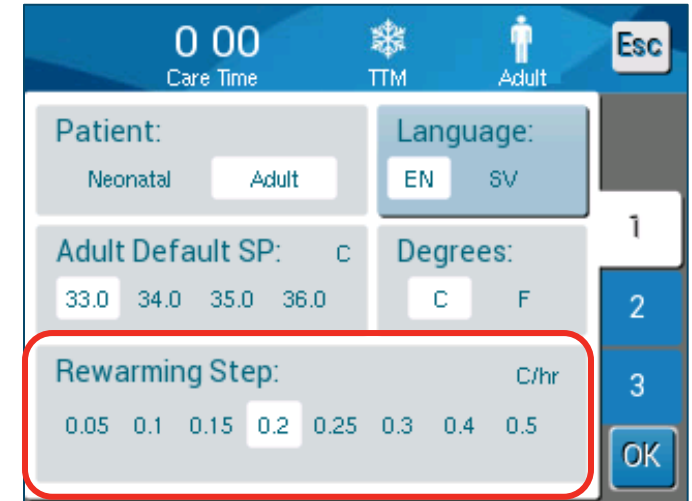 0 00
Care Time
TTM
Adult
Esc
Patient:
Neonatal Adult
Language:
EN SV
Adult Default SP: C
33.0 34.0 35.0 36.0
Degrees:
C F
Rewarming Step: C/hr
0.05 0.1 0.15 0.2 0.25 0.3 0.4 0.5
1
2
3
OK